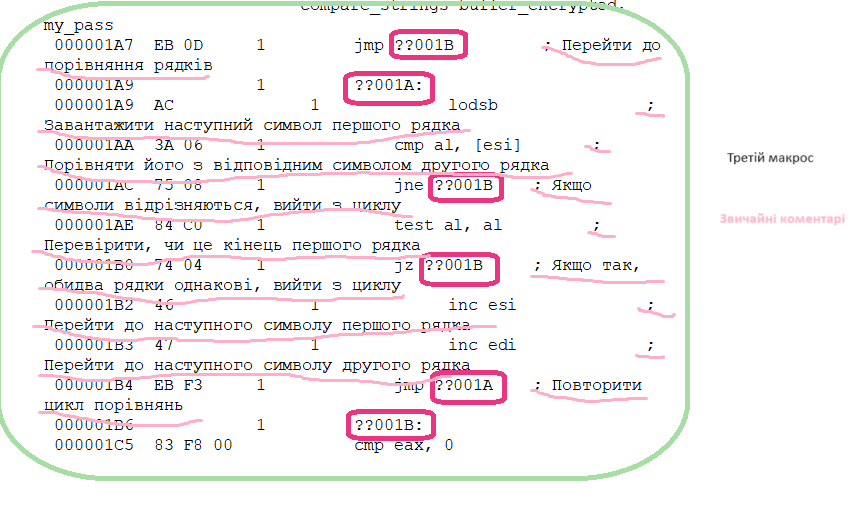 compare_strings buffer_encrypted,
my_pass
000001A7 EB 0D 1 jmp ??001B ; Перейти до
порівняння рядків
000001A9 1 ??001A:
000001A9 AC 1 lodsb ;
Завантажити наступний символ першого рядка
000001AA 3A 06 1 cmp al, [esi] ;
Порівняти його з відповідним символом другого рядка
000001AC 75 08 1 jne ??001B ; Якщо
символи відрізняються, вийти з циклу
000001AE 84 C0 1 test al, al ;
Перевірити, чи це кінець першого рядка
000001B0 74 04 1 jz ??001B ; Якщо так,
обидва рядки однакові, вийти з циклу
000001B2 46 1 inc esi ;
Перейти до наступного символу першого рядка
000001B3 47 1 inc edi ;
Перейти до наступного символу другого рядка
000001B4 EB F3 1 jmp ??001A ; Повторити
цикл порівнянь
000001B6 1 ??001B:
000001C5 83 F8 00 cmp eax, 0
Третій макрос
Звичайні коментарі